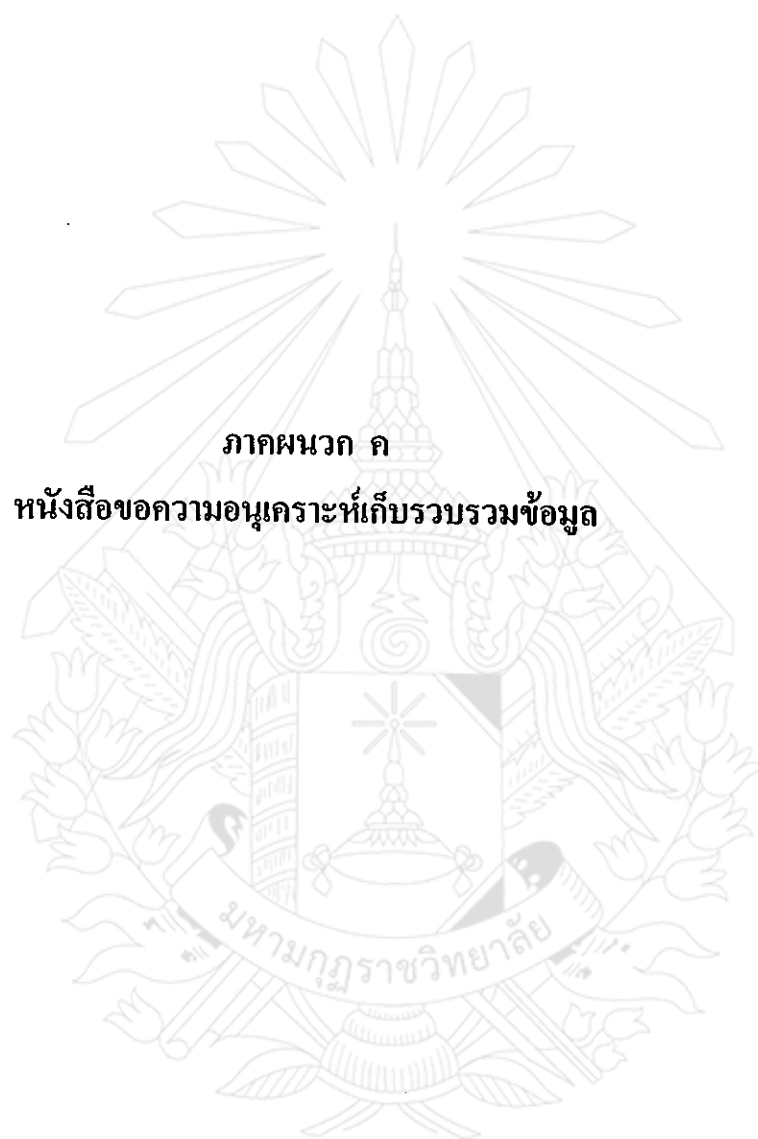 ภาคผนวก ค
หนังสือขอความอนุเคราะห์เก็บรวบรวมข้อมูล
มหามกุฏราชวิทยาลัย